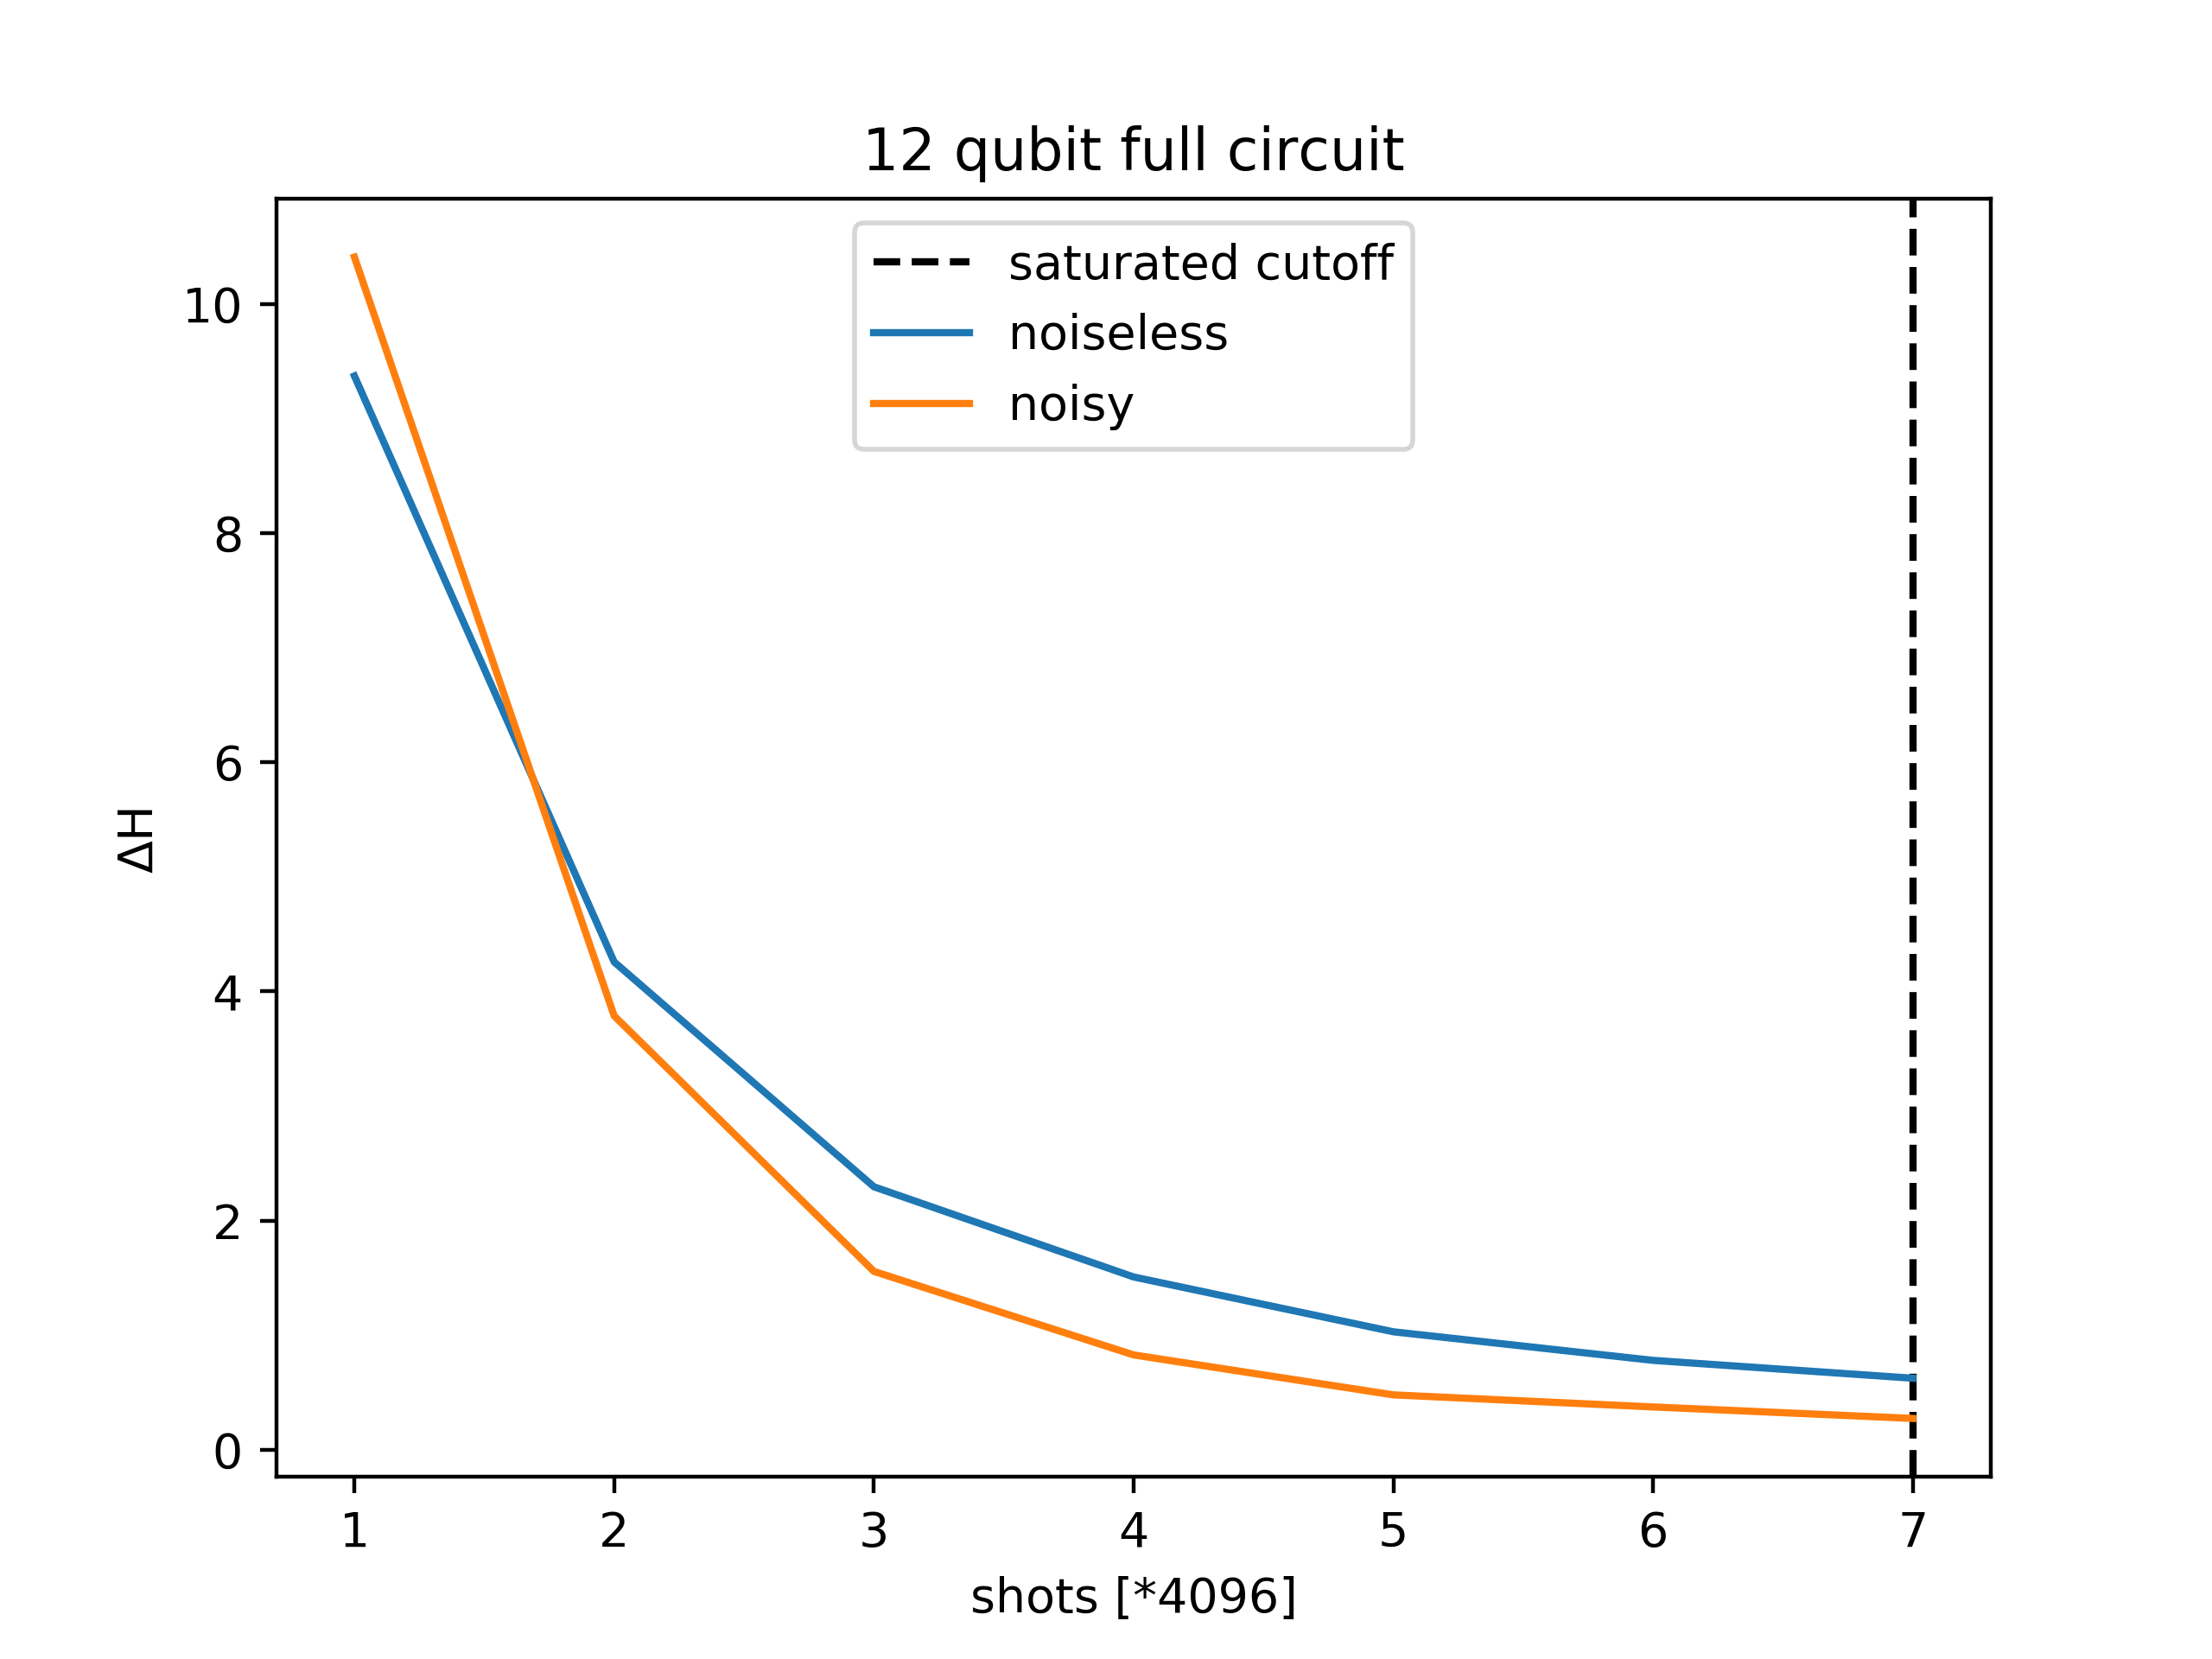 12 qubit full circuit
saturated cutoff
noiseless
noisy
10
8
6
4
2
0
ΔH
1 2 3 4 5 6 7
shots [*4096]